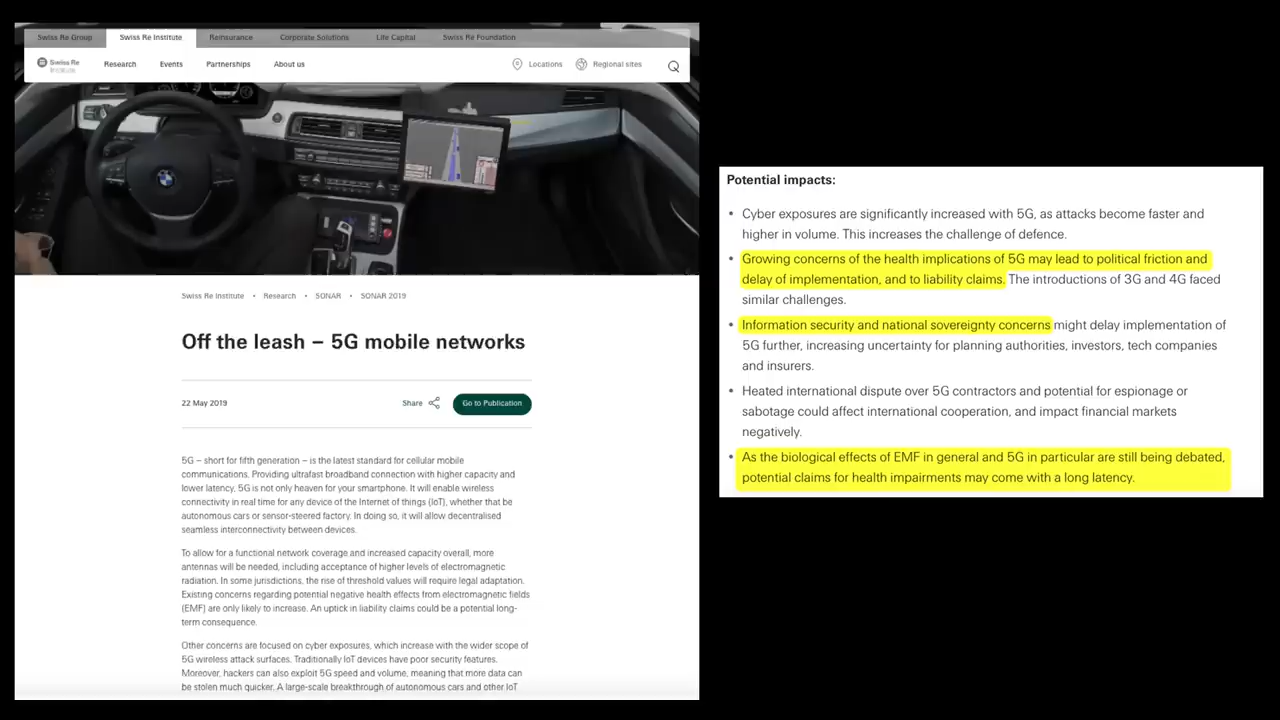 Swiss Re Group
Swiss Re Institute
Reinsurance
Corporate Solutions
Life Capital
Swiss Re Foundation
Swiss Re
Research
Events
Partnerships
About us
Locations
Regional sites
Swiss Re Institute • Research • SONAR • SONAR 2019
Off the leash – 5G mobile networks
22 May 2019
Share
Go to Publication
5G – short for fifth generation – is the latest standard for cellular mobile
communications. Providing ultrafast broadband connection with higher capacity and
lower latency, 5G is not only heaven for your smartphone. It will enable wireless
connectivity in real time for any device of the Internet of things (IoT), whether that be
autonomous cars or sensor-steered factory. In doing so, it will allow decentralised
seamless interconnectivity between devices.
To allow for a functional network coverage and increased capacity overall, more
antennas will be needed, including acceptance of higher levels of electromagnetic
radiation. In some jurisdictions, the rise of threshold values will require legal adaptation.
Existing concerns regarding potential negative health effects from electromagnetic fields
(EMF) are only likely to increase. An uptick in liability claims could be a potential long-
term consequence.
Other concerns are focused on cyber exposures, which increase with the wider scope of
5G wireless attack surfaces. Traditionally IoT devices have poor security features.
Moreover, hackers can also exploit 5G speed and volume, meaning that more data can
be stolen much quicker. A large-scale breakthrough of autonomous cars and other IoT
Potential impacts:
• Cyber exposures are significantly increased with 5G, as attacks become faster and
higher in volume. This increases the challenge of defence.
• Growing concerns of the health implications of 5G may lead to political friction and
delay of implementation, and to liability claims. The introductions of 3G and 4G faced
similar challenges.
• Information security and national sovereignty concerns might delay implementation of
5G further, increasing uncertainty for planning authorities, investors, tech companies
and insurers.
• Heated international dispute over 5G contractors and potential for espionage or
sabotage could affect international cooperation, and impact financial markets
negatively.
• As the biological effects of EMF in general and 5G in particular are still being debated,
potential claims for health impairments may come with a long latency.